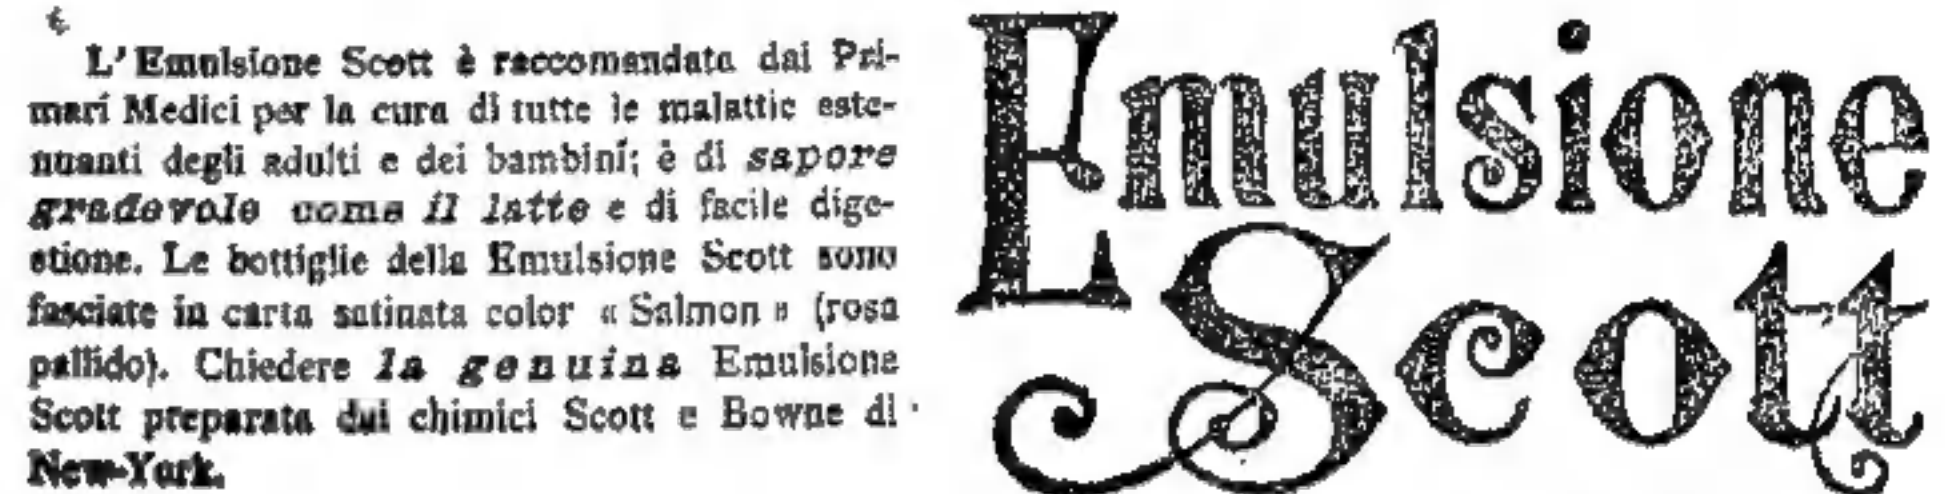 L'Emulsione Scott è raccomandata dai Pri-
mari Medici per la cura di tutte le malattie este-
nuanti degli adulti e dei bambini; è di sapore
gradevole come il latte e di facile dige-
stione. Le bottiglie della Emulsione Scott sono
fasciate in carta satinata color « Salmon » (rosa
pallido). Chiedere la genuina Emulsione
Scott preparata dai chimici Scott e Bowne di
New-York.
Emulsione
Scott